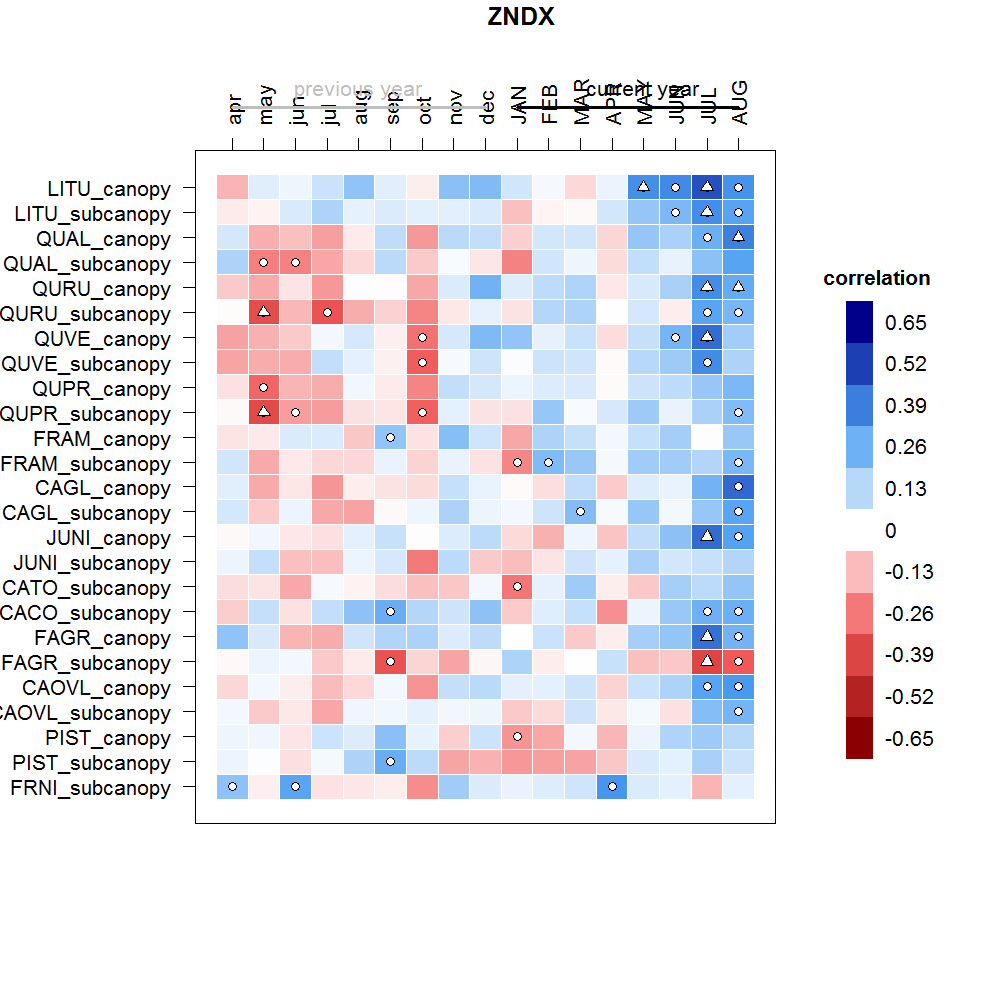 ZNDX
previous year
current year
apr
may
jun
jul
aug
sep
oct
nov
dec
JAN
FEB
MAR
APR
MAY
JUN
JUL
AUG
LITU_canopy
LITU_subcanopy
QUAL_canopy
QUAL_subcanopy
QURU_canopy
QURU_subcanopy
QUVE_canopy
QUVE_subcanopy
QUPR_canopy
QUPR_subcanopy
FRAM_canopy
FRAM_subcanopy
CAGL_canopy
CAGL_subcanopy
JUNI_canopy
JUNI_subcanopy
CATO_subcanopy
CACO_subcanopy
FAGR_canopy
FAGR_subcanopy
CAOVL_canopy
CAOVL_subcanopy
PIST_canopy
PIST_subcanopy
FRNI_subcanopy
correlation
0.65
0.52
0.39
0.26
0.13
0
-0.13
-0.26
-0.39
-0.52
-0.65